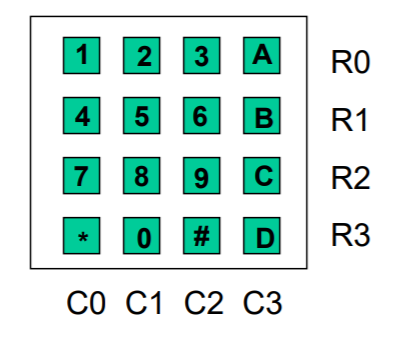 1 2 3 A R0
4 5 6 B R1
7 8 9 C R2
* 0 # D R3
C0 C1 C2 C3